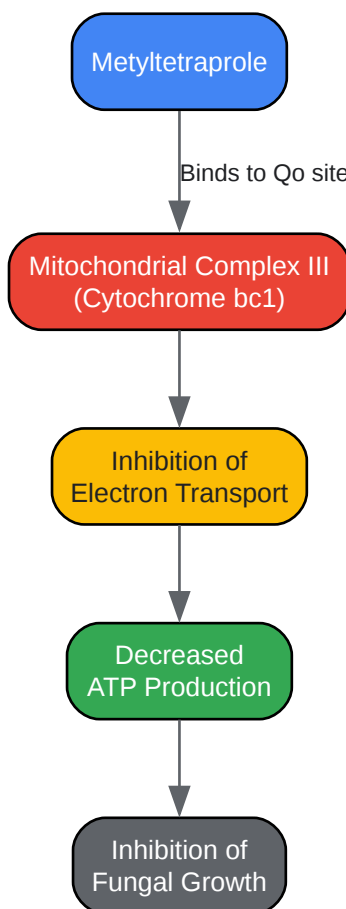 Metyltetraprole
Binds to Qo site
Mitochondrial Complex III
(Cytochrome bc1)
Inhibition of
Electron Transport
Decreased
ATP Production
Inhibition of
Fungal Growth